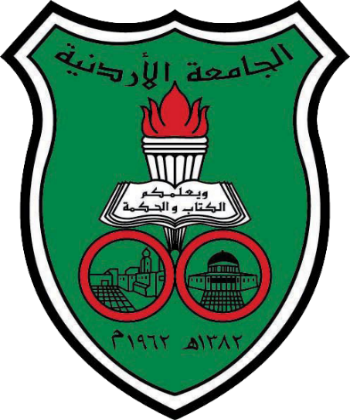 الجامعة الأردنية
ويعلمكم
الكتاب والحكمة
١٣٨٢هـ ١٩٦٢م